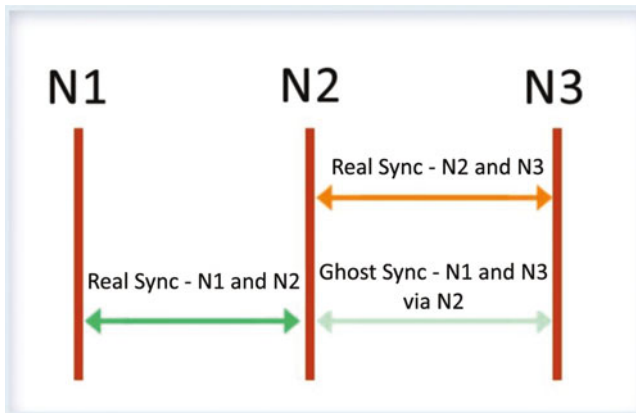 N1
N2
N3
Real Sync - N2 and N3
Real Sync - N1 and N2
Ghost Sync - N1 and N3
via N2